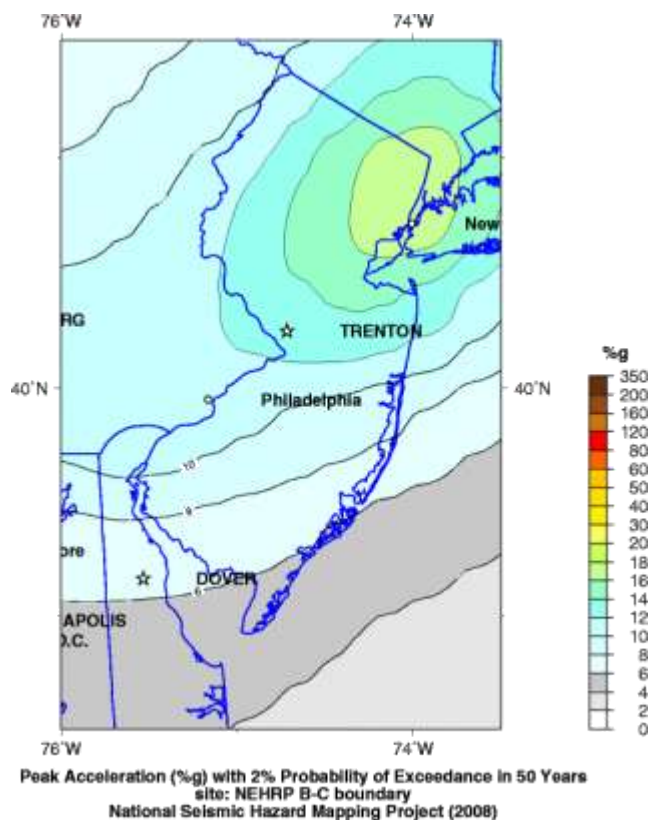 76˚W 74˚W
New
RG
TRENTON
%g
350
200
160
120
80
60
50
40
30
20
18
16
14
12
10
8
6
4
2
0
40˚N 40˚N
Philadelphia
10
ore
DOVER
6
APOLIS
D.C.
76˚W 74˚W
Peak Acceleration (%g) with 2% Probability of Exceedance in 50 Years
site: NEHRP B-C boundary
National Seismic Hazard Mapping Project (2008)